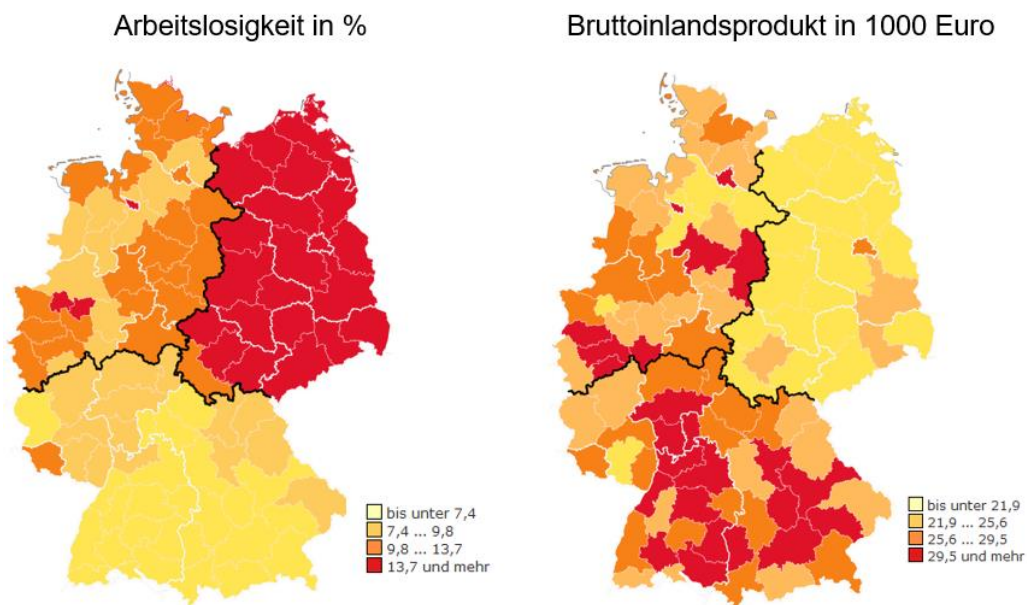 Arbeitslosigkeit in %
Bruttoinlandsprodukt in 1000 Euro
bis unter 7,4
7,4 ... 9,8
9,8 ... 13,7
13,7 und mehr
bis unter 21,9
21,9 ... 25,6
25,6 ... 29,5
29,5 und mehr